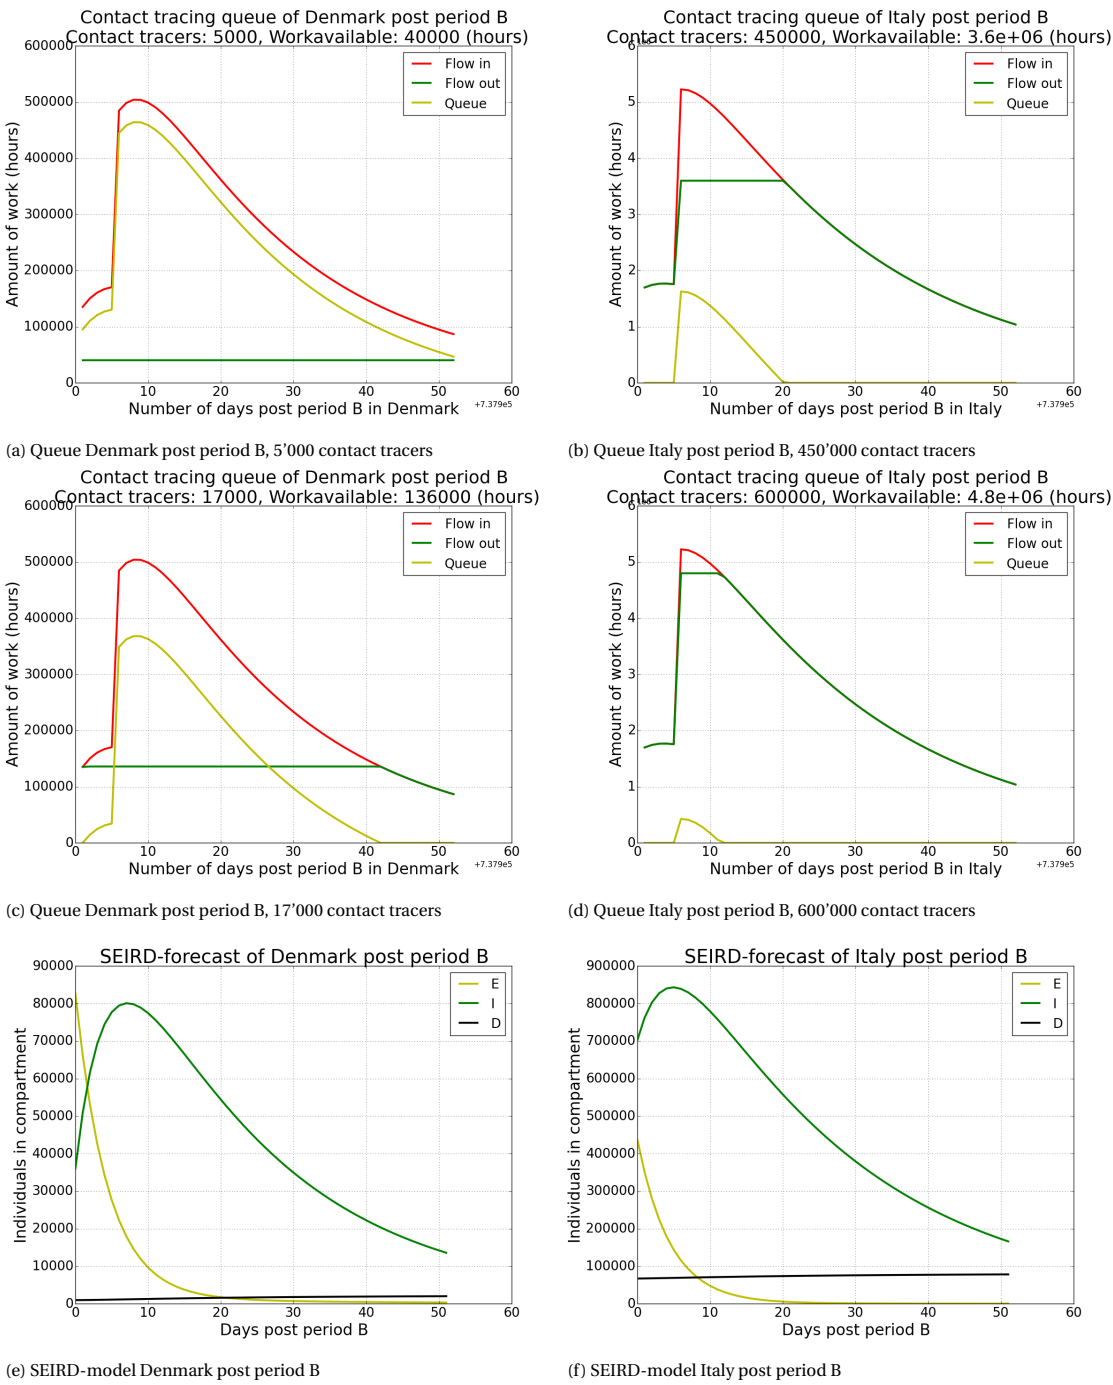 Contact tracing queue of Denmark post period B
Contact tracers: 5000, Workavailable: 40000 (hours)
600000
500000
400000
300000
200000
100000
0
Amount of work (hours)
Flow in
Flow out
Queue
0 10 20 30 40 50 60
+7.379e5
Number of days post period B in Denmark
(a) Queue Denmark post period B, 5'000 contact tracers
Contact tracing queue of Italy post period B
Contact tracers: 450000, Workavailable: 3.6e+06 (hours)
6
5
4
3
2
1
0
Amount of work (hours)
Flow in
Flow out
Queue
0 10 20 30 40 50 60
+7.379e5
Number of days post period B in Italy
(b) Queue Italy post period B, 450'000 contact tracers
Contact tracing queue of Denmark post period B
Contact tracers: 17000, Workavailable: 136000 (hours)
600000
500000
400000
300000
200000
100000
0
Amount of work (hours)
Flow in
Flow out
Queue
0 10 20 30 40 50 60
+7.379e5
Number of days post period B in Denmark
(c) Queue Denmark post period B, 17'000 contact tracers
Contact tracing queue of Italy post period B
Contact tracers: 600000, Workavailable: 4.8e+06 (hours)
6
5
4
3
2
1
0
Amount of work (hours)
Flow in
Flow out
Queue
0 10 20 30 40 50 60
+7.379e5
Number of days post period B in Italy
(d) Queue Italy post period B, 600'000 contact tracers
SEIRD-forecast of Denmark post period B
90000
80000
70000
60000
50000
40000
30000
20000
10000
0
Individuals in compartment
E
I
D
0 10 20 30 40 50 60
Days post period B
(e) SEIRD-model Denmark post period B
SEIRD-forecast of Italy post period B
900000
800000
700000
600000
500000
400000
300000
200000
100000
0
Individuals in compartment
E
I
D
0 10 20 30 40 50 60
Days post period B
(f) SEIRD-model Italy post period B